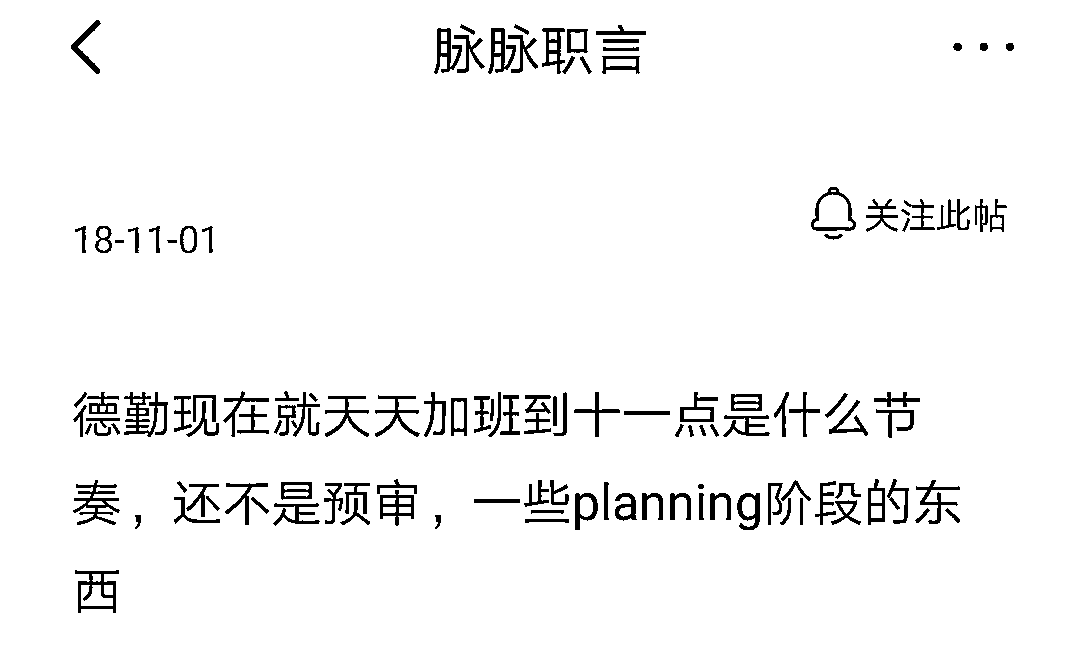 脉脉职言
关注此帖
18-11-01
德勤现在就天天加班到十一点是什么节
奏，还不是预审，一些planning阶段的东
西